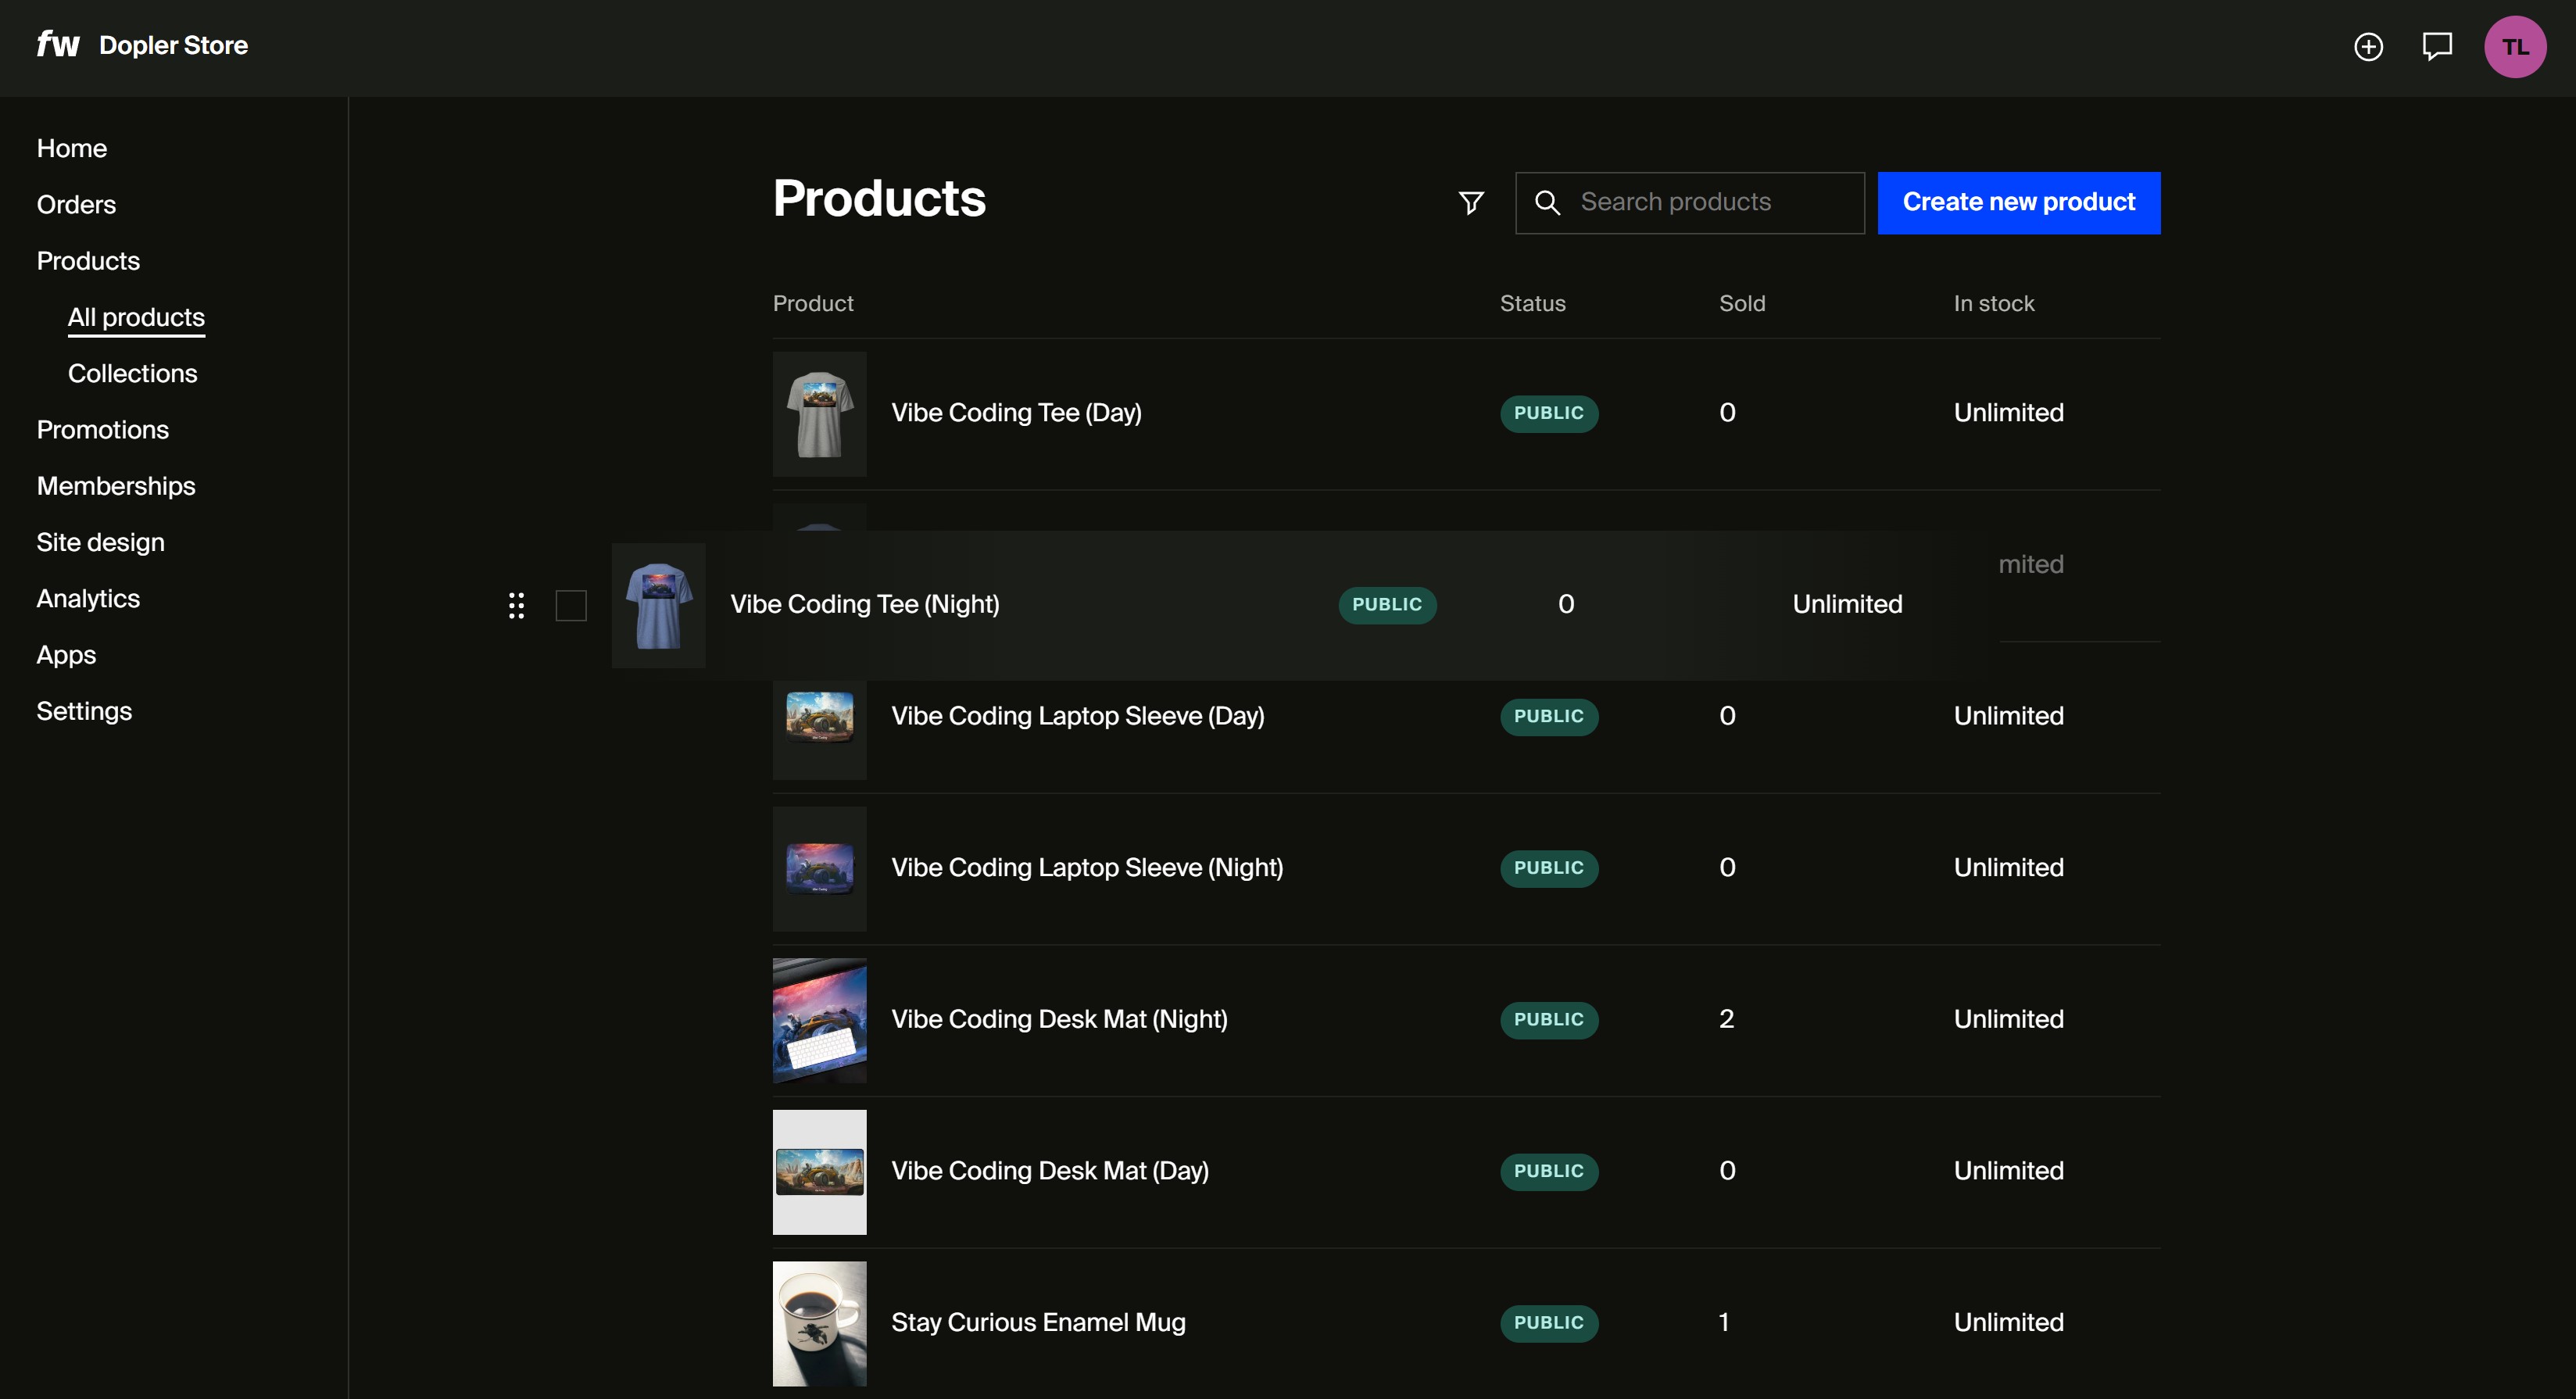 fw Dopler Store
TL
Home
Orders
Products
All products
Collections
Promotions
Memberships
Site design
Analytics
Apps
Settings
Products
Search products
Create new product
Product Status Sold In stock
Vibe Coding Tee (Day) PUBLIC 0 Unlimited
mited
Vibe Coding Tee (Night) PUBLIC 0 Unlimited
Vibe Coding Laptop Sleeve (Day) PUBLIC 0 Unlimited
Vibe Coding Laptop Sleeve (Night) PUBLIC 0 Unlimited
Vibe Coding Desk Mat (Night) PUBLIC 2 Unlimited
Vibe Coding Desk Mat (Day) PUBLIC 0 Unlimited
Stay Curious Enamel Mug PUBLIC 1 Unlimited